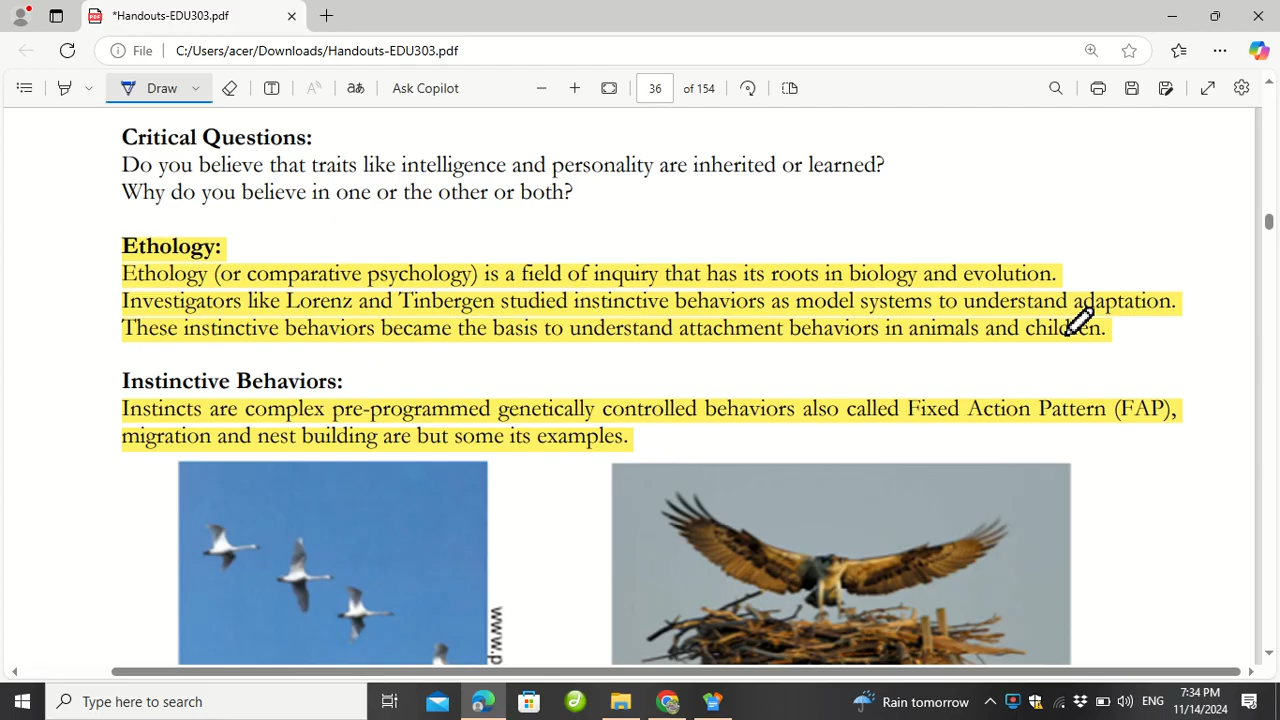 *Handouts-EDU303.pdf
File C:/Users/acer/Downloads/Handouts-EDU303.pdf
Draw aあ Ask Copilot 36 of 154
Critical Questions:
Do you believe that traits like intelligence and personality are inherited or learned?
Why do you believe in one or the other or both?
Ethology:
Ethology (or comparative psychology) is a field of inquiry that has its roots in biology and evolution.
Investigators like Lorenz and Tinbergen studied instinctive behaviors as model systems to understand adaptation.
These instinctive behaviors became the basis to understand attachment behaviors in animals and children.
Instinctive Behaviors:
Instincts are complex pre-programmed genetically controlled behaviors also called Fixed Action Pattern (FAP),
migration and nest building are but some its examples.
www.p
Type here to search
Rain tomorrow ENG 7:34 PM
11/14/2024